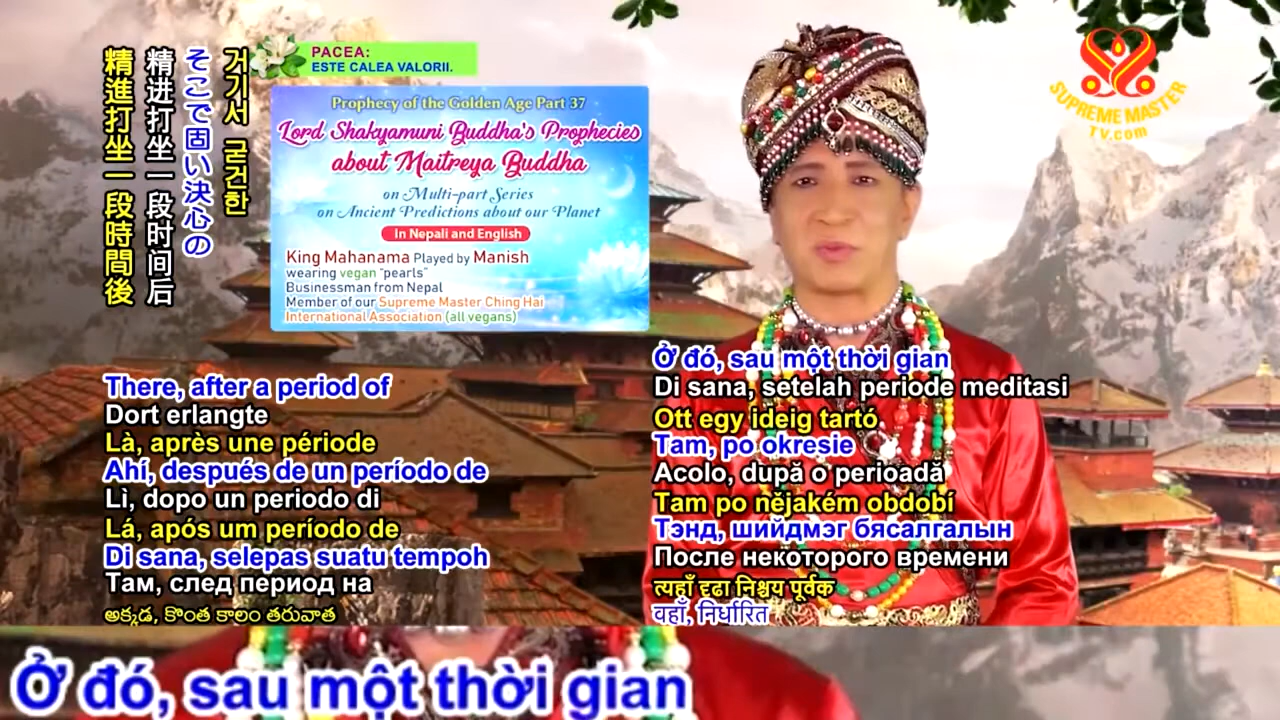 거기서 굳건한
そこで固い決心の
精进打坐一段时间后
精進打坐一段時間後
PACEA:
ESTE CALEA VALORII.
Prophecy of the Golden Age Part 37
Lord Shakyamuni Buddha's Prophecies
about Maitreya Buddha
on Multi-part Series
on Ancient Predictions about our Planet
In Nepali and English
King Mahanama Played by Manish
wearing vegan "pearls"
Businessman from Nepal
Member of our Supreme Master Ching Hai
International Association (all vegans)
SUPREME MASTER
TV.com
There, after a period of
Dort erlangte
Là, après une période
Ahí, después de un período de
Lì, dopo un periodo di
Lá, após um período de
Di sana, selepas suatu tempoh
Там, след период на
అక్కడ, కొంత కాలం తరువాత
Ở đó, sau một thời gian
Di sana, setelah periode meditasi
Ott egy ideig tartó
Tam, po okresie
Acolo, după o perioadă
Tam po nějakém období
Тэнд, шийдмэг бясалгалын
После некоторого времени
त्यहाँ दृढा निश्चय पूर्वक
वहाँ, निर्धारित
Ở đó, sau một thời gian